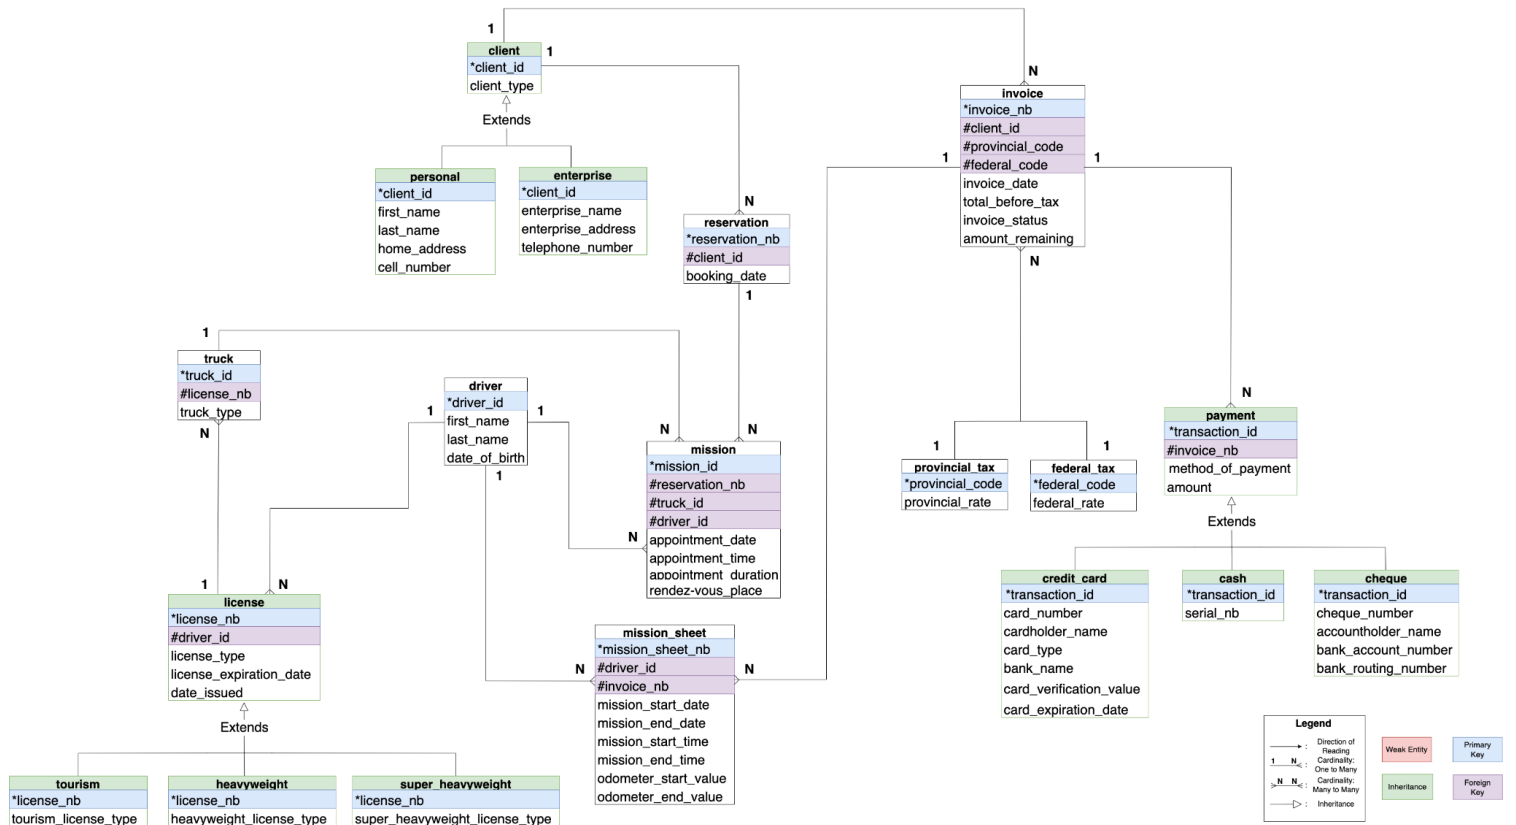 1
client
1
*client_id
client_type
Extends
personal
*client_id
first_name
last_name
home_address
cell_number
enterprise
*client_id
enterprise_name
enterprise_address
telephone_number
N
reservation
*reservation_nb
#client_id
booking_date
1
N
invoice
*invoice_nb
#client_id
#provincial_code
#federal_code
invoice_date
total_before_tax
invoice_status
amount_remaining
1
1
N
1
truck
*truck_id
#license_nb
truck_type
N
driver
*driver_id
first_name
last_name
date_of_birth
1
1
1
N
N
mission
*mission_id
#reservation_nb
#truck_id
#driver_id
appointment_date
appointment_time
appointment_duration
rendez-vous_place
N
1
provincial_tax
*provincial_code
provincial_rate
1
federal_tax
*federal_code
federal_rate
N
payment
*transaction_id
#invoice_nb
method_of_payment
amount
Extends
credit_card
*transaction_id
card_number
cardholder_name
card_type
bank_name
card_verification_value
card_expiration_date
cash
*transaction_id
serial_nb
cheque
*transaction_id
cheque_number
accountholder_name
bank_account_number
bank_routing_number
1
N
license
*license_nb
#driver_id
license_type
license_expiration_date
date_issued
Extends
mission_sheet
*mission_sheet_nb
#driver_id
#invoice_nb
mission_start_date
mission_end_date
mission_start_time
mission_end_time
odometer_start_value
odometer_end_value
N
N
tourism
*license_nb
tourism_license_type
heavyweight
*license_nb
heavyweight_license_type
super_heavyweight
*license_nb
super_heavyweight_license_type
Legend
: Direction of
Reading
1 N : Cardinality:
One to Many
N N : Cardinality:
Many to Many
: Inheritance
Weak Entity
Primary
Key
Inheritance
Foreign
Key